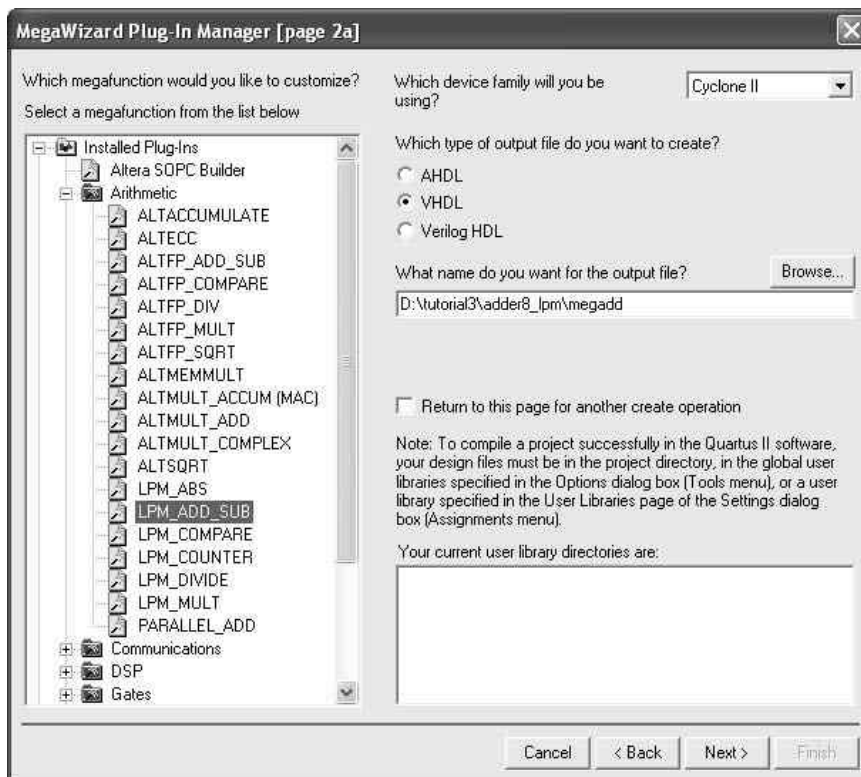 MegaWizard Plug-In Manager [page 2a]
Which megafunction would you like to customize?
Select a megafunction from the list below
Installed Plug-Ins
Altera SOPC Builder
Arithmetic
ALTACCUMULATE
ALTECC
ALTFP_ADD_SUB
ALTFP_COMPARE
ALTFP_DIV
ALTFP_MULT
ALTFP_SQRT
ALTMEMMULT
ALTMULT_ACCUM (MAC)
ALTMULT_ADD
ALTMULT_COMPLEX
ALTSQRT
LPM_ABS
LPM_ADD_SUB
LPM_COMPARE
LPM_COUNTER
LPM_DIVIDE
LPM_MULT
PARALLEL_ADD
Communications
DSP
Gates
Which device family will you be
using?
Cyclone II
Which type of output file do you want to create?
AHDL
VHDL
Verilog HDL
What name do you want for the output file?
Browse...
D:\tutorial3\adder8_lpm\megadd
Return to this page for another create operation
Note: To compile a project successfully in the Quartus II software,
your design files must be in the project directory, in the global user
libraries specified in the Options dialog box (Tools menu), or a user
library specified in the User Libraries page of the Settings dialog
box (Assignments menu).
Your current user library directories are:
Cancel
< Back
Next >
Finish